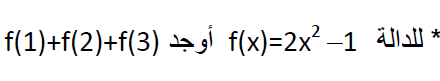 * للدالة f(x)=2x² –1 أوجد f(1)+f(2)+f(3)